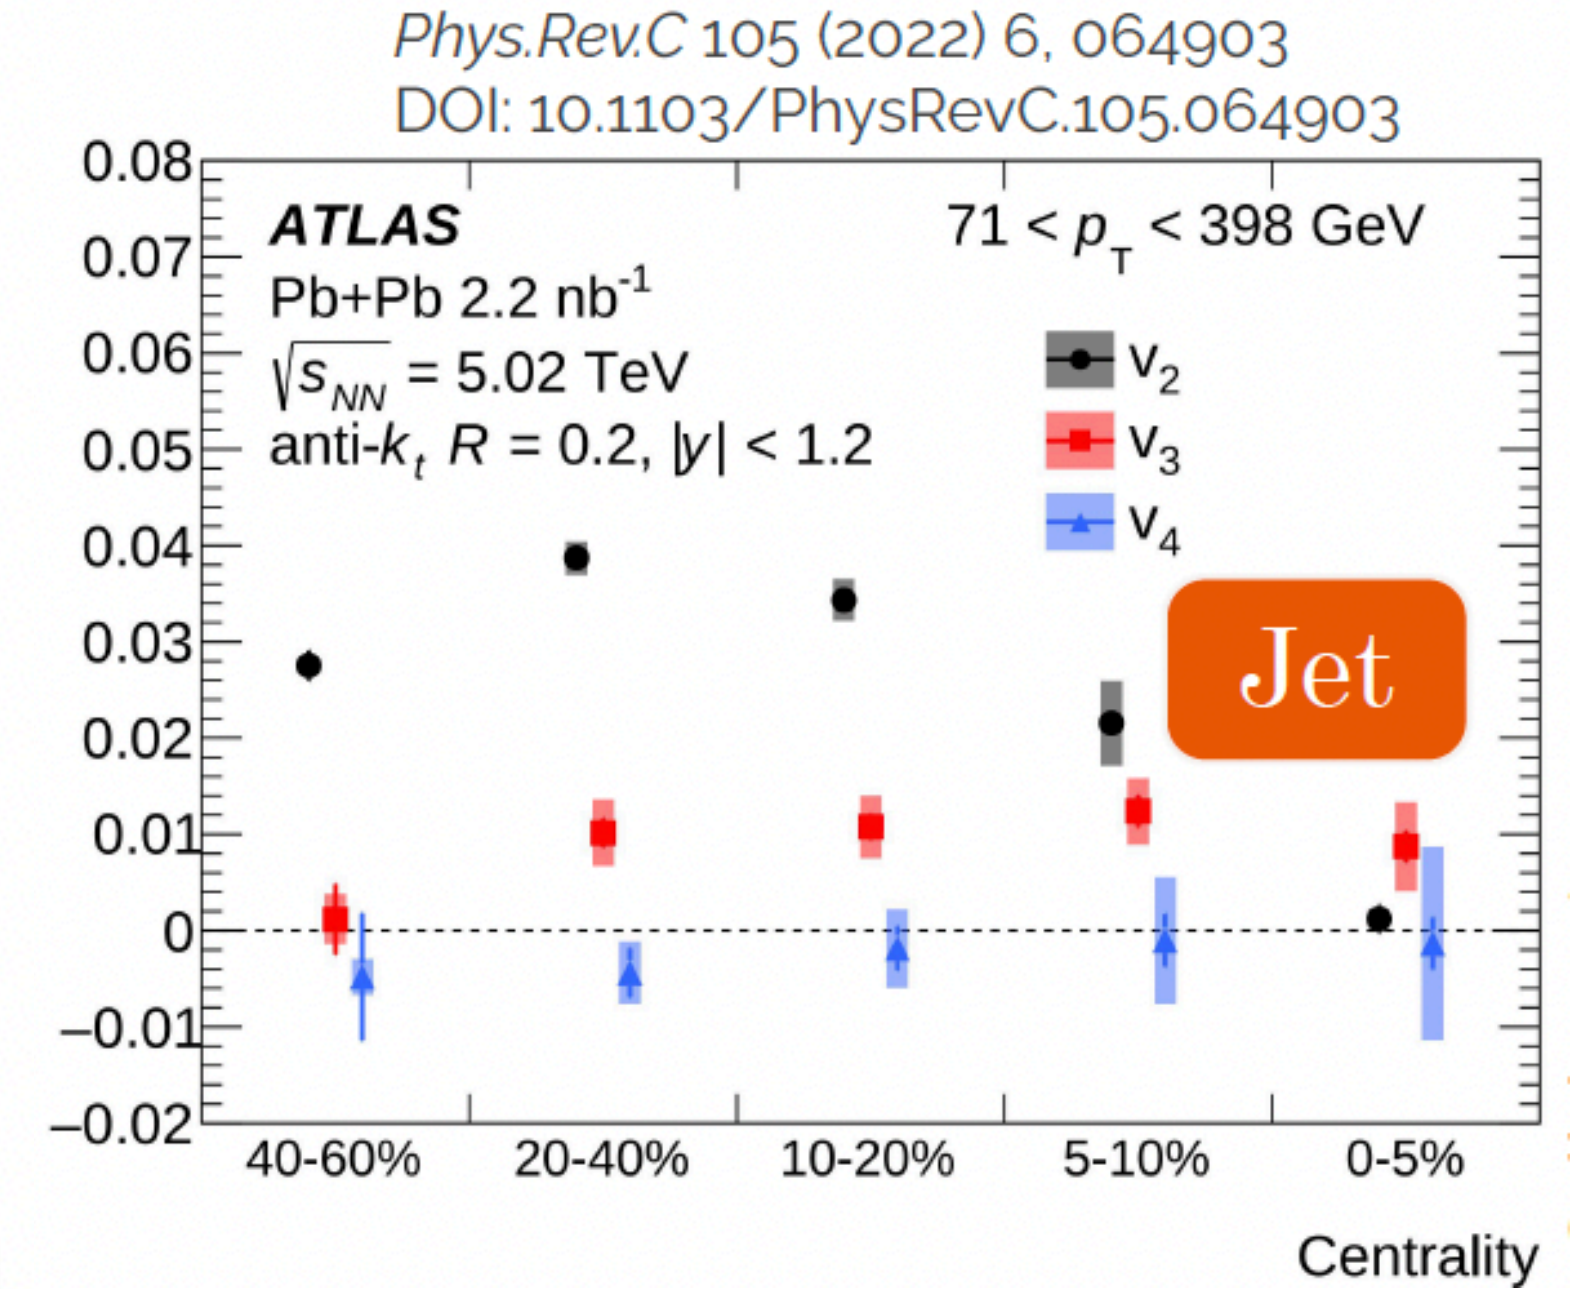 Phys.Rev.C 105 (2022) 6, 064903
DOI: 10.1103/PhysRevC.105.064903
0.08
0.07
0.06
0.05
0.04
0.03
0.02
0.01
0
−0.01
−0.02
ATLAS
Pb+Pb 2.2 nb⁻¹
√s_NN = 5.02 TeV
anti-k_t R = 0.2, |y| < 1.2
71 < p_T < 398 GeV
v₂
v₃
v₄
Jet
40-60% 20-40% 10-20% 5-10% 0-5%
Centrality